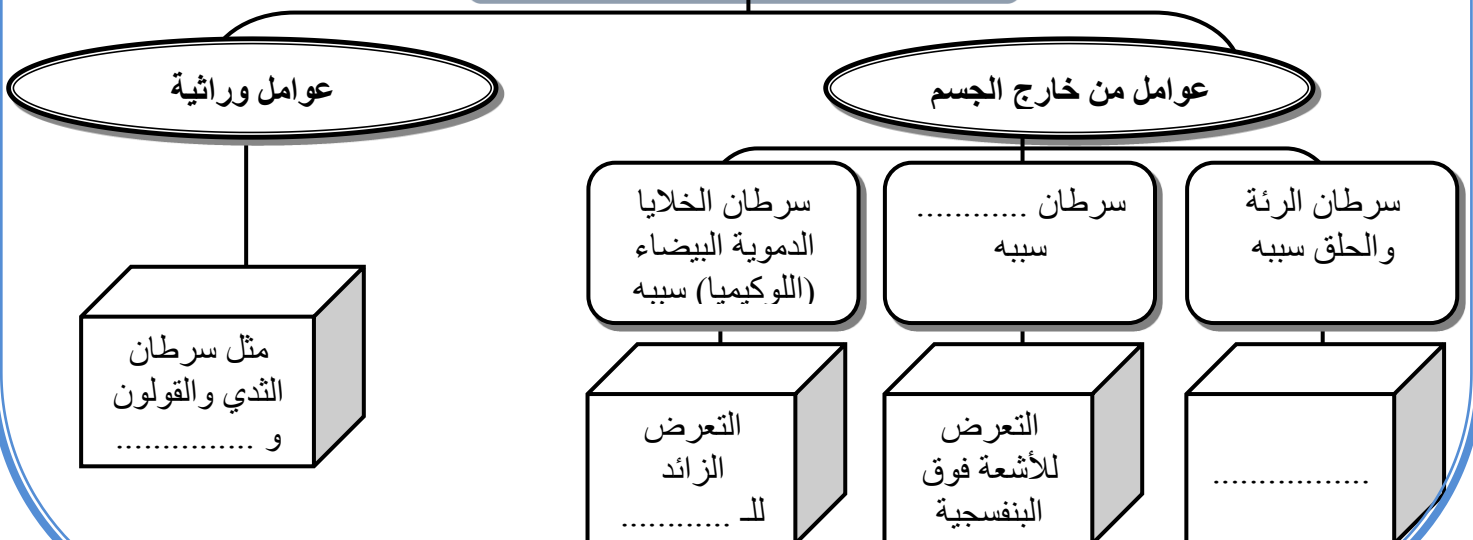 عوامل من خارج الجسم
عوامل وراثية
سرطان الرئة
والحلق سببه
سرطان ............
سببه
سرطان الخلايا
الدموية البيضاء
(اللوكيميا) سببه
.................
التعرض
للأشعة فوق
البنفسجية
التعرض
الزائد
للـ ............
مثل سرطان
الثدي والقولون
و ...............